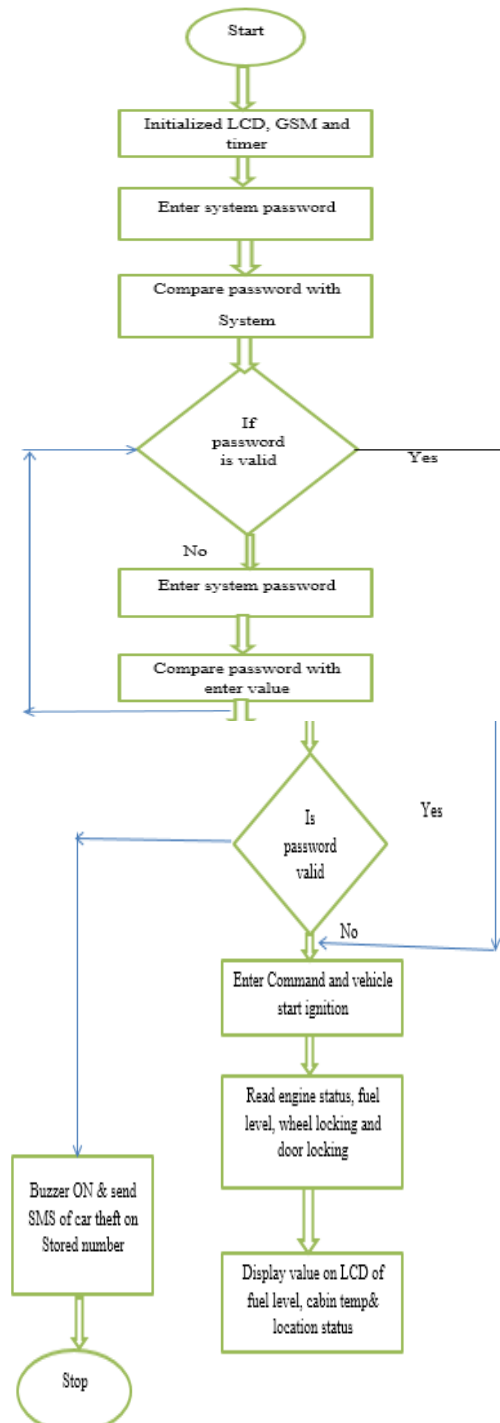 Start
Initialized LCD, GSM and
timer
Enter system password
Compare password with
System
If
password
is valid
Yes
No
Enter system password
Compare password with
enter value
Is
password
valid
Yes
No
Enter Command and vehicle
start ignition
Read engine status, fuel
level, wheel locking and
door locking
Buzzer ON & send
SMS of car theft on
Stored number
Display value on LCD of
fuel level, cabin temp&
location status
Stop